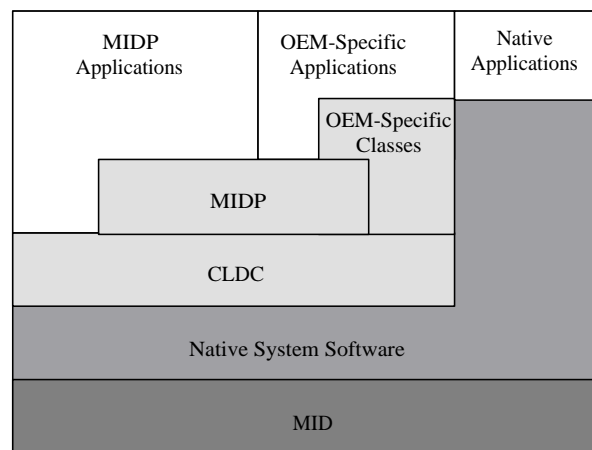 MIDP
Applications
OEM-Specific
Applications
Native
Applications
OEM-Specific
Classes
MIDP
CLDC
Native System Software
MID